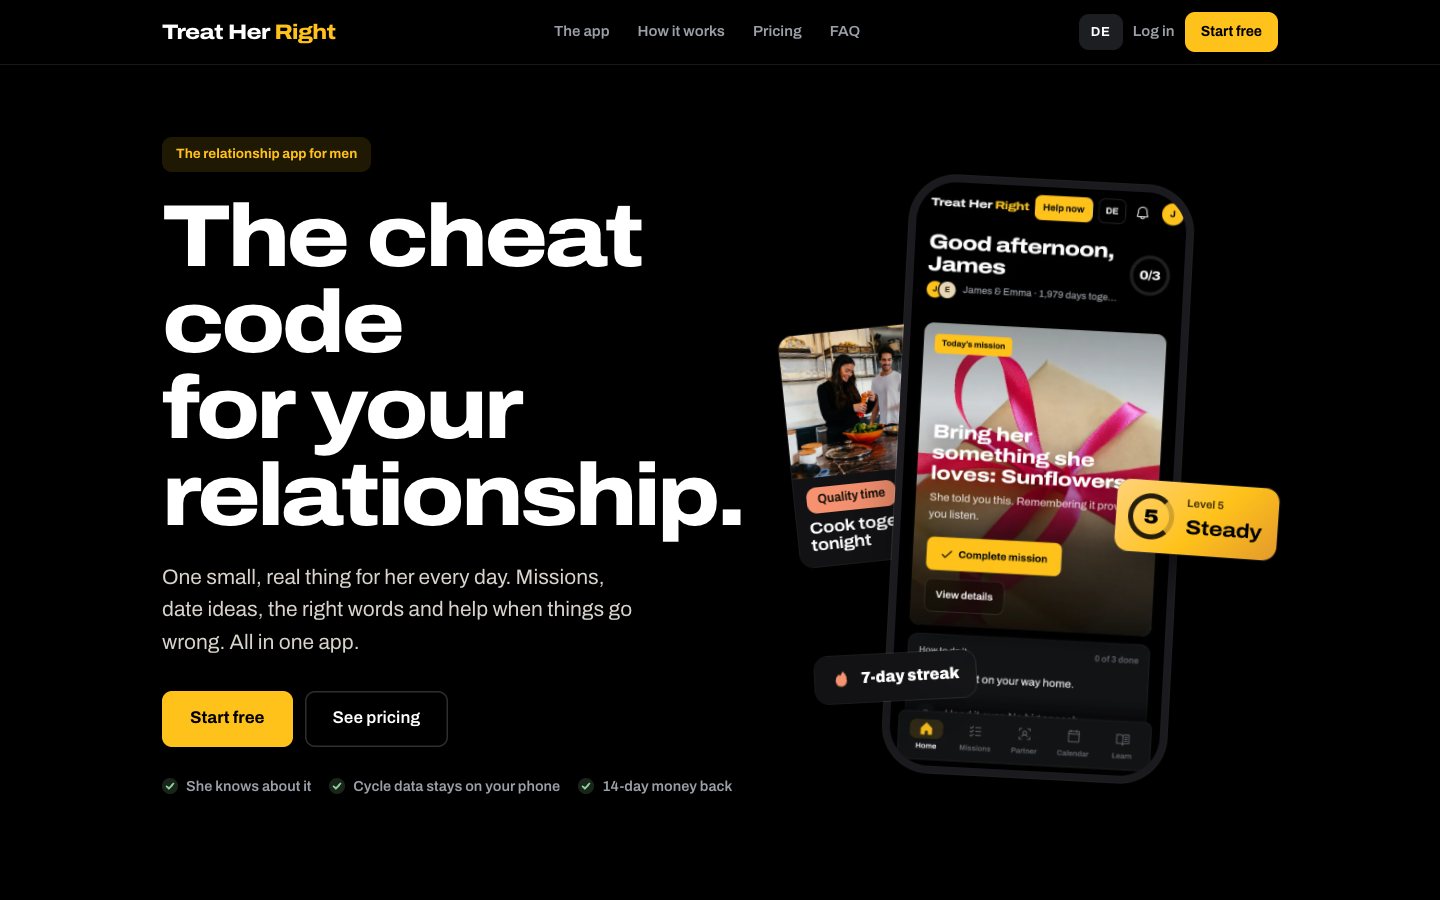 Treat Her Right
The app
How it works
Pricing
FAQ
DE
Log in
Start free
The relationship app for men
The cheat
code
for your
relationship.
One small, real thing for her every day. Missions,
date ideas, the right words and help when things go
wrong. All in one app.
Start free
See pricing
She knows about it
Cycle data stays on your phone
14-day money back
Treat Her Right
Help now
DE
J
Good afternoon,
James
0/3
J
E
James & Emma · 1,979 days toge...
Today's mission
Bring her
something she
loves: Sunflowers
She told you this. Remembering it
you listen.
Complete mission
View details
Quality time
Cook
tonight
5
Level 5
Steady
7-day streak
0 of 3 done
on your way home.
Home
Missions
Partner
Calendar
Learn